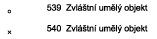 539 Zvláštní umělý objekt
540 Zvláštní umělý objekt